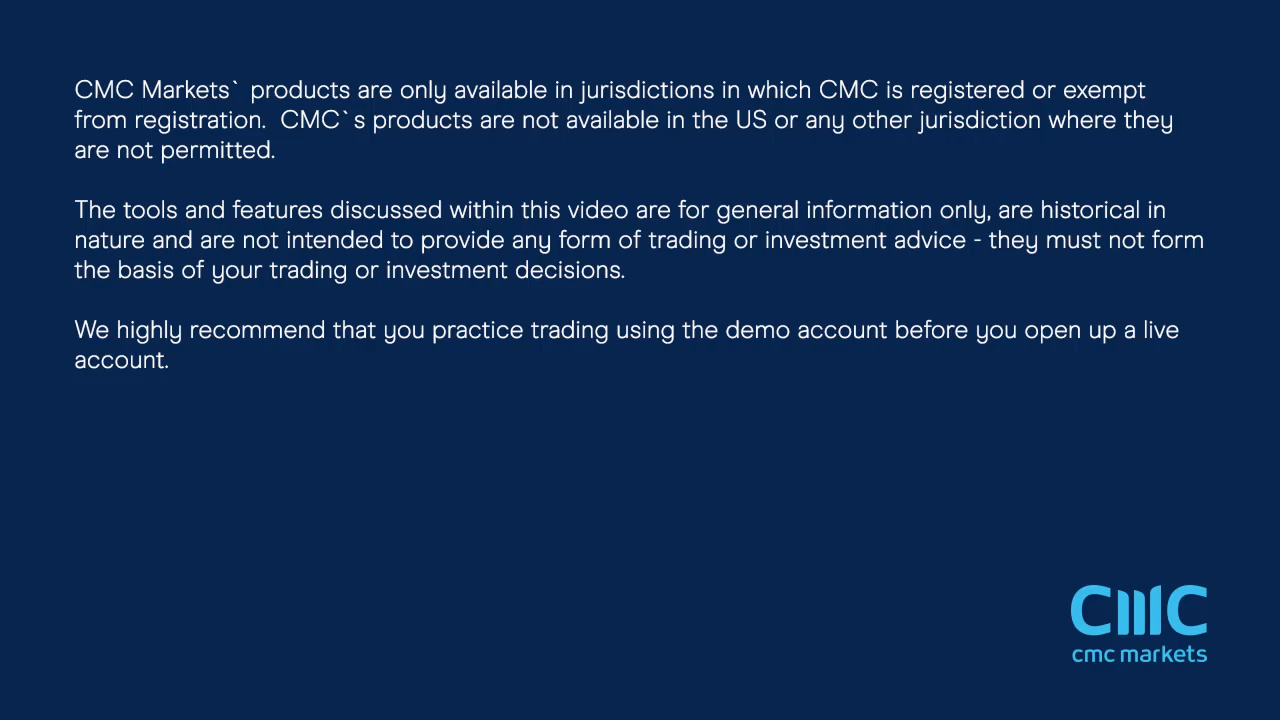 CMC Markets` products are only available in jurisdictions in which CMC is registered or exempt
from registration.  CMC`s products are not available in the US or any other jurisdiction where they
are not permitted.
The tools and features discussed within this video are for general information only, are historical in
nature and are not intended to provide any form of trading or investment advice - they must not form
the basis of your trading or investment decisions.
We highly recommend that you practice trading using the demo account before you open up a live
account.
CMC
cmc markets